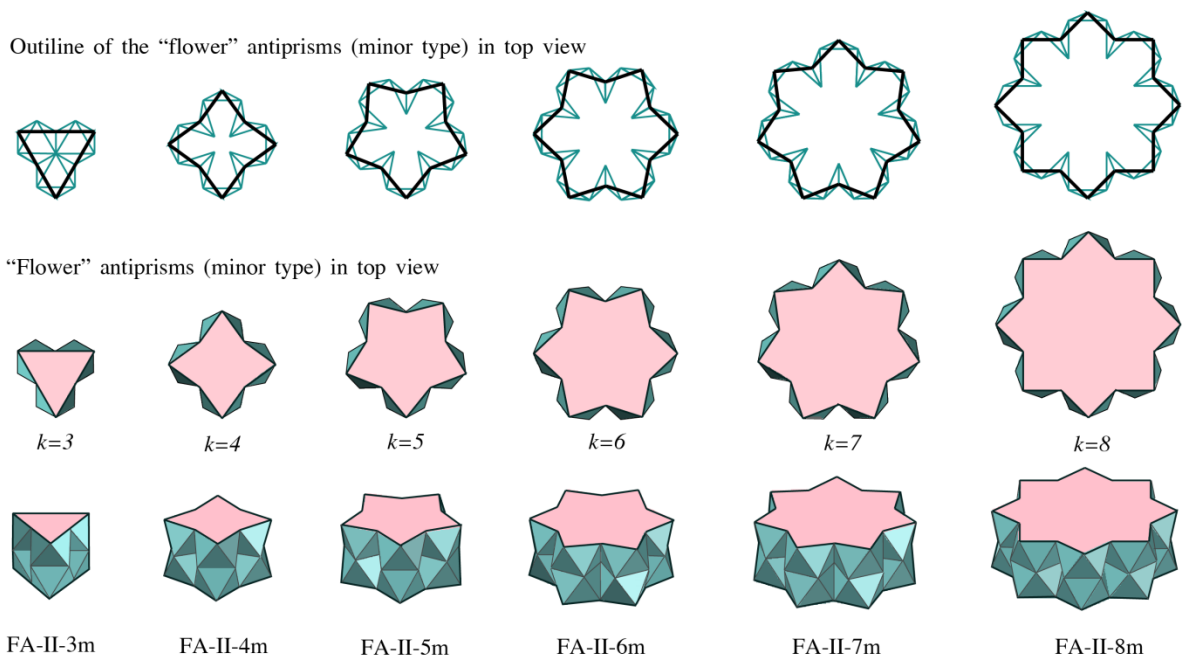 Outiline of the “flower” antiprisms (minor type) in top view
“Flower” antiprisms (minor type) in top view
k=3 k=4 k=5 k=6 k=7 k=8
FA-II-3m FA-II-4m FA-II-5m FA-II-6m FA-II-7m FA-II-8m